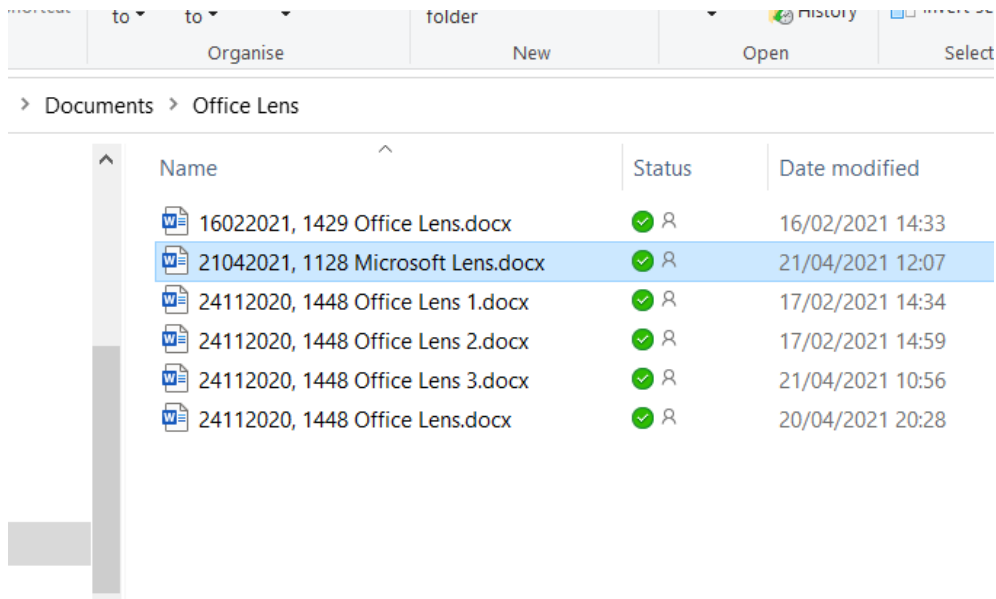 to to folder History
Organise New Open Select
Documents Office Lens
Name Status Date modified
16022021, 1429 Office Lens.docx 16/02/2021 14:33
21042021, 1128 Microsoft Lens.docx 21/04/2021 12:07
24112020, 1448 Office Lens 1.docx 17/02/2021 14:34
24112020, 1448 Office Lens 2.docx 17/02/2021 14:59
24112020, 1448 Office Lens 3.docx 21/04/2021 10:56
24112020, 1448 Office Lens.docx 20/04/2021 20:28